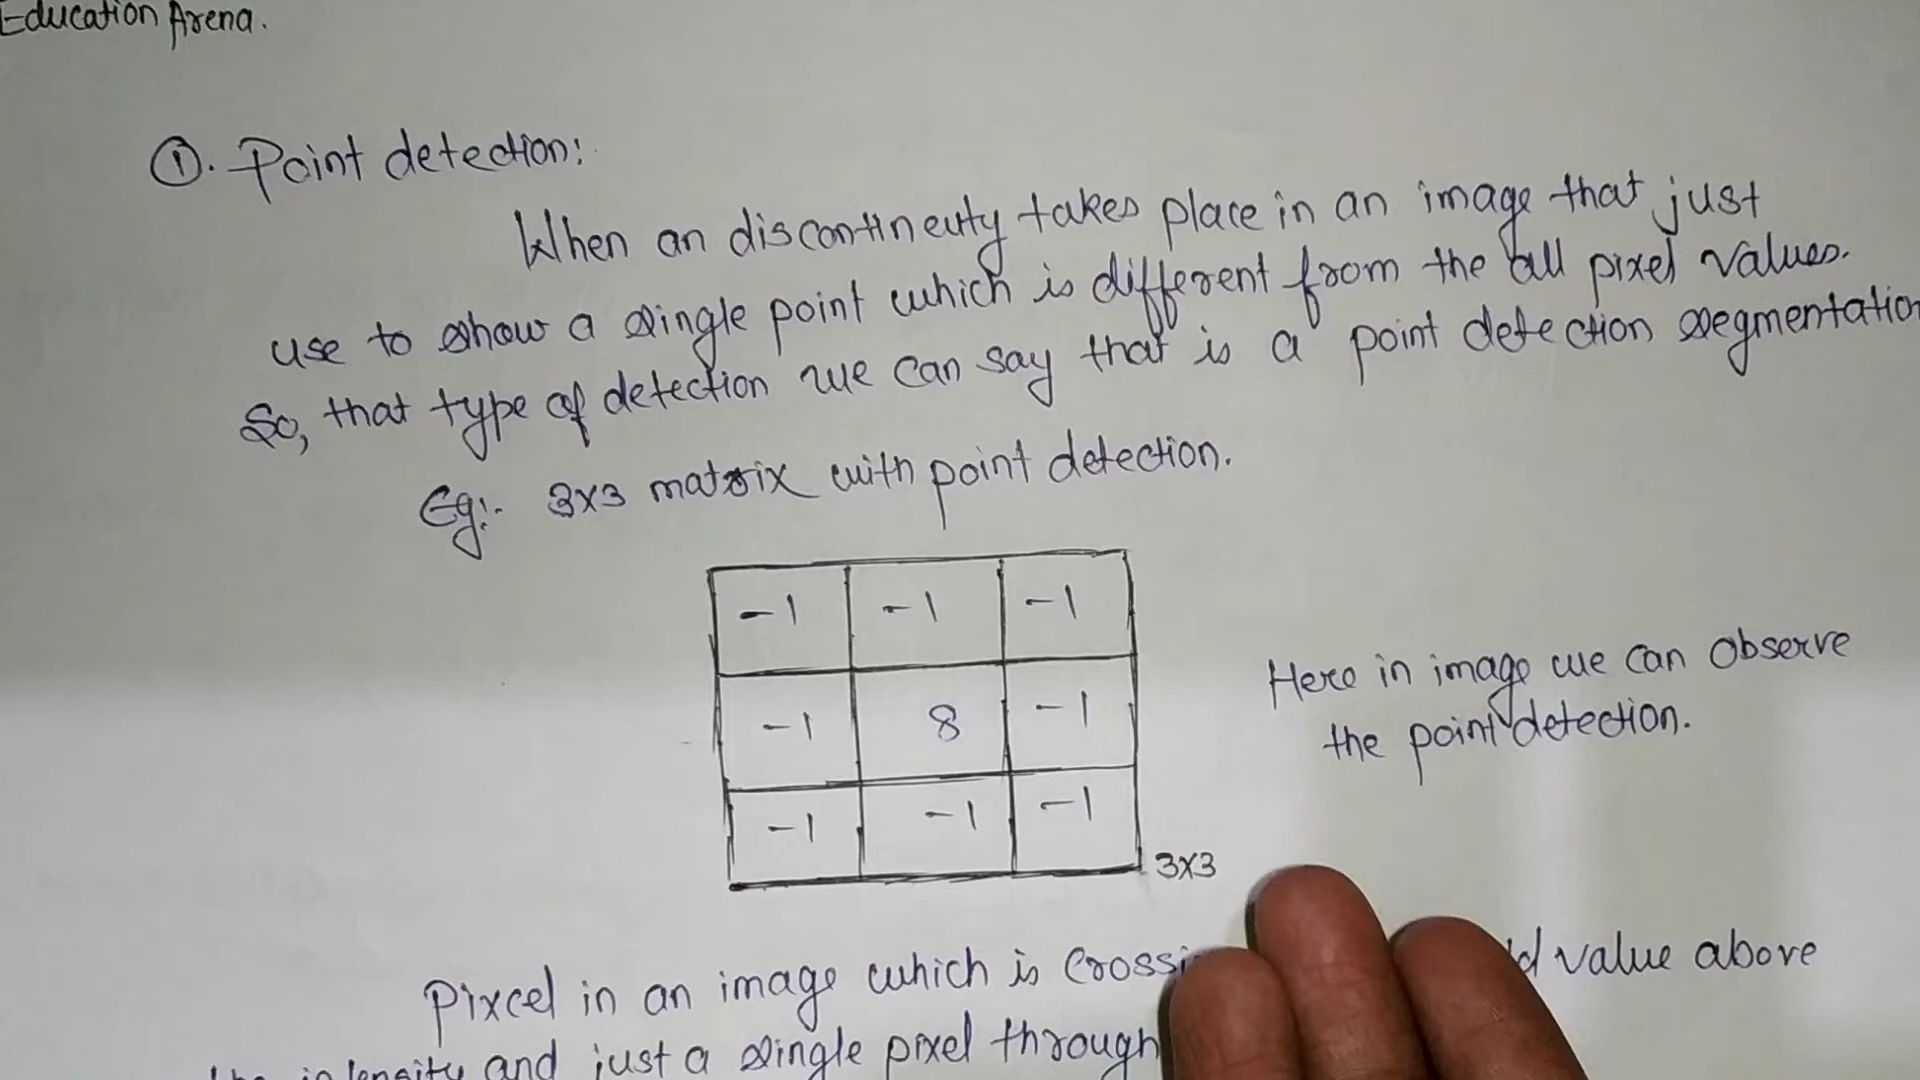 Education Arena.
①. Point detection:
When an discontineuty takes place in an image that just
use to show a single point which is different from the all pixel values.
So, that type of detection we can say that is a point detection segmentation
Eg:- 3x3 matrix with point detection.
-1 -1 -1
-1 8 -1
-1 -1 -1
3x3
Here in image we can observe
the point detection.
Pixcel in an image which is value above
and just a single pixel through